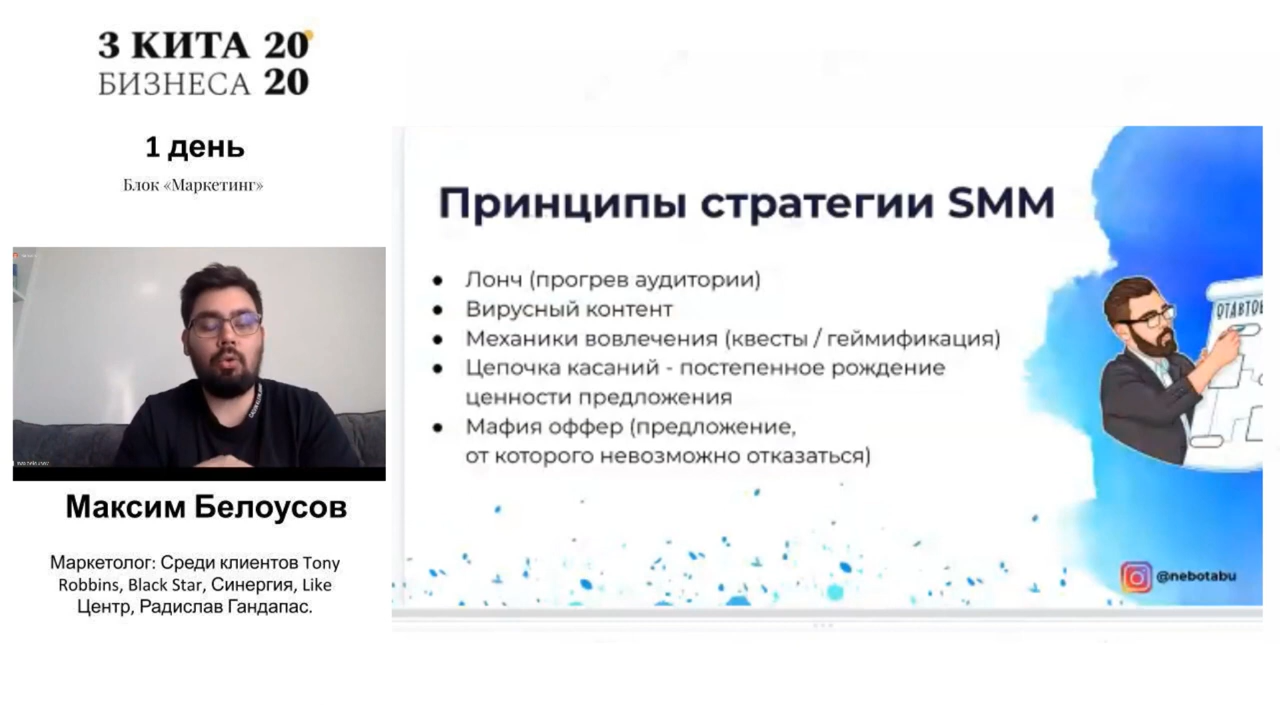 3 КИТА 20
БИЗНЕСА 20
1 день
Блок «Маркетинг»
Максим Белоусов
Маркетолог: Среди клиентов Tony
Robbins, Black Star, Синергия, Like
Центр, Радислав Гандапас.
Принципы стратегии SMM
● Лонч (прогрев аудитории)
● Вирусный контент
● Механики вовлечения (квесты / геймификация)
● Цепочка касаний - постепенное рождение
ценности предложения
● Мафия оффер (предложение,
от которого невозможно отказаться)
@nebotabu